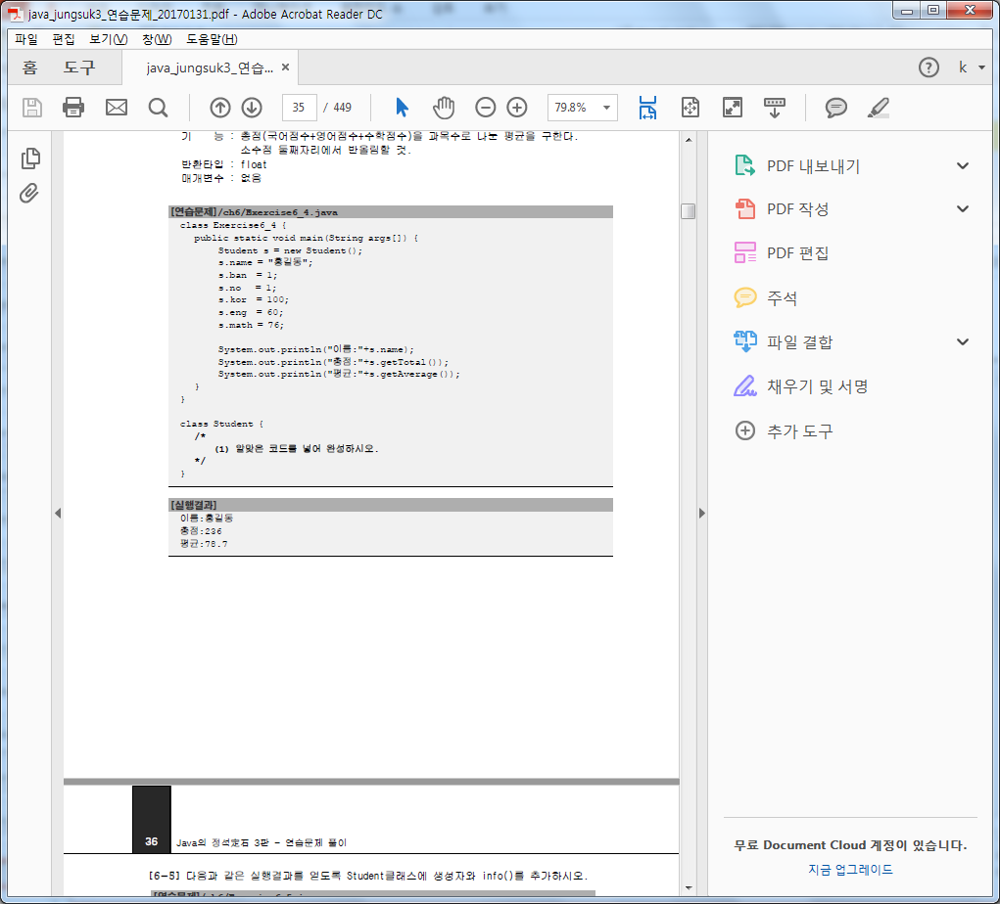 java_jungsuk3_연습문제_20170131.pdf - Adobe Acrobat Reader DC
파일 편집 보기(V) 창(W) 도움말(H)
홈 도구 java_jungsuk3_연습... ×
? k
35 / 449 79.8%
기 능 : 총점(국어점수+영어점수+수학점수)을 과목수로 나눈 평균을 구한다.
소수점 둘째자리에서 반올림할 것.
반환타입 : float
매개변수 : 없음
[연습문제]/ch6/Exercise6_4.java
class Exercise6_4 {
public static void main(String args[]) {
Student s = new Student();
s.name = "홍길동";
s.ban = 1;
s.no = 1;
s.kor = 100;
s.eng = 60;
s.math = 76;
System.out.println("이름:"+s.name);
System.out.println("총점:"+s.getTotal());
System.out.println("평균:"+s.getAverage());
}
}
class Student {
/*
(1) 알맞은 코드를 넣어 완성하시오.
*/
}
[실행결과]
이름:홍길동
총점:236
평균:78.7
36 Java의 정석定石 3판 - 연습문제 풀이
[6-5] 다음과 같은 실행결과를 얻도록 Student클래스에 생성자와 info()를 추가하시오.
PDF 내보내기
PDF 작성
PDF 편집
주석
파일 결합
채우기 및 서명
추가 도구
무료 Document Cloud 계정이 있습니다.
지금 업그레이드